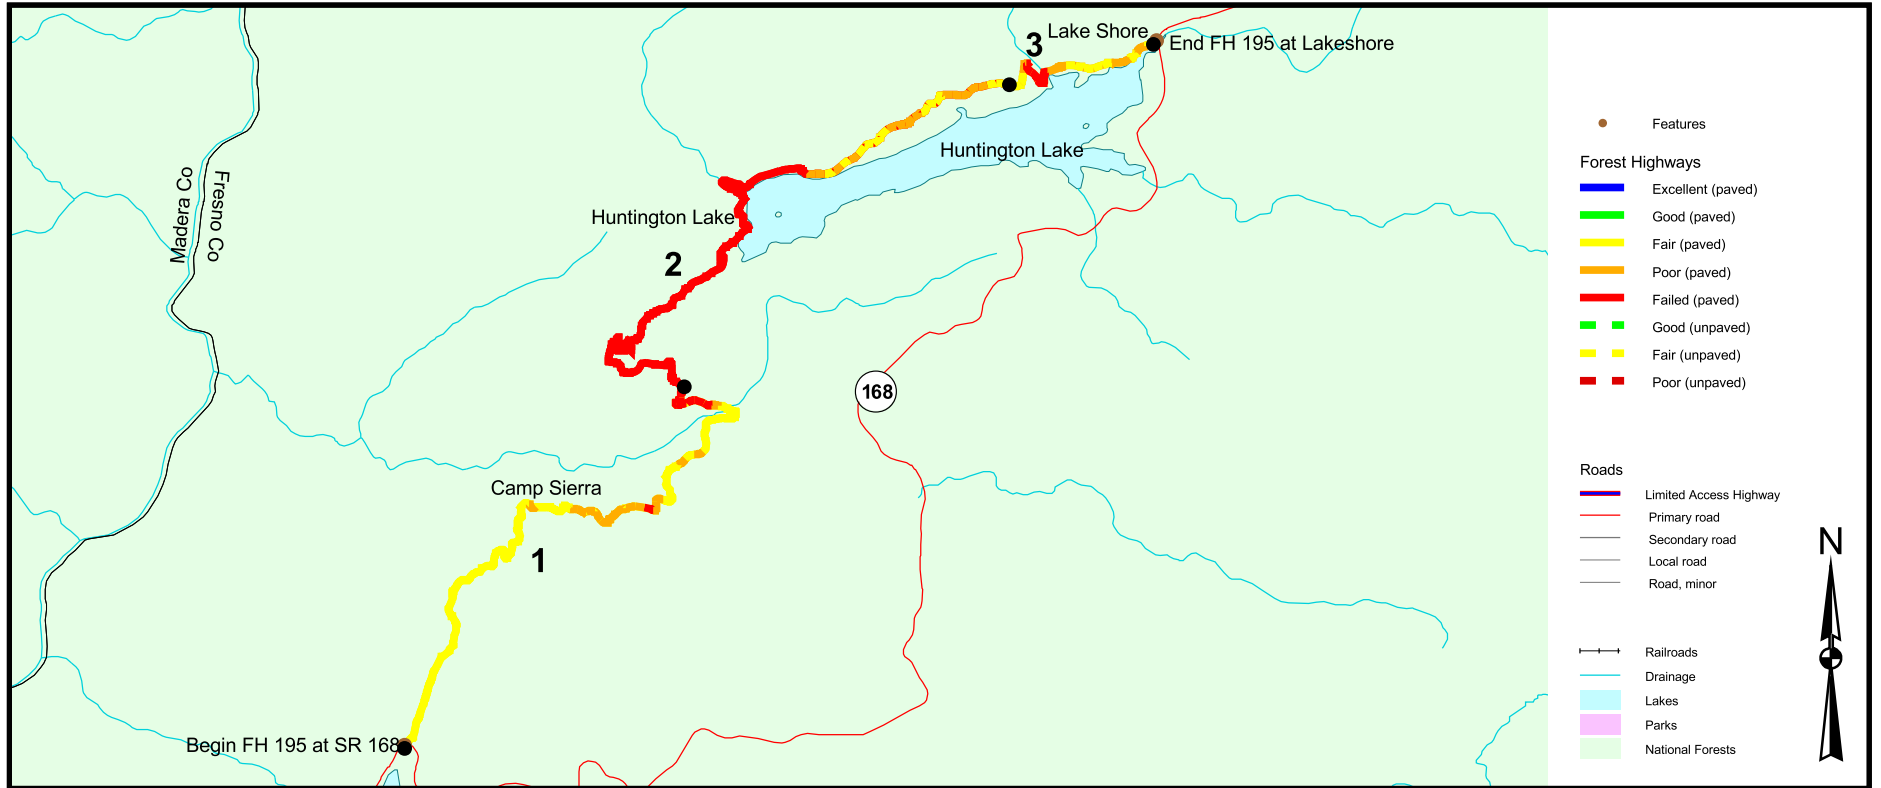 3
Lake Shore
End FH 195 at Lakeshore
Huntington Lake
Madera Co
Fresno Co
Huntington Lake
2
168
Camp Sierra
1
Begin FH 195 at SR 168
Features
Forest Highways
Excellent (paved)
Good (paved)
Fair (paved)
Poor (paved)
Failed (paved)
Good (unpaved)
Fair (unpaved)
Poor (unpaved)
Roads
Limited Access Highway
Primary road
Secondary road
Local road
Road, minor
N
Railroads
Drainage
Lakes
Parks
National Forests